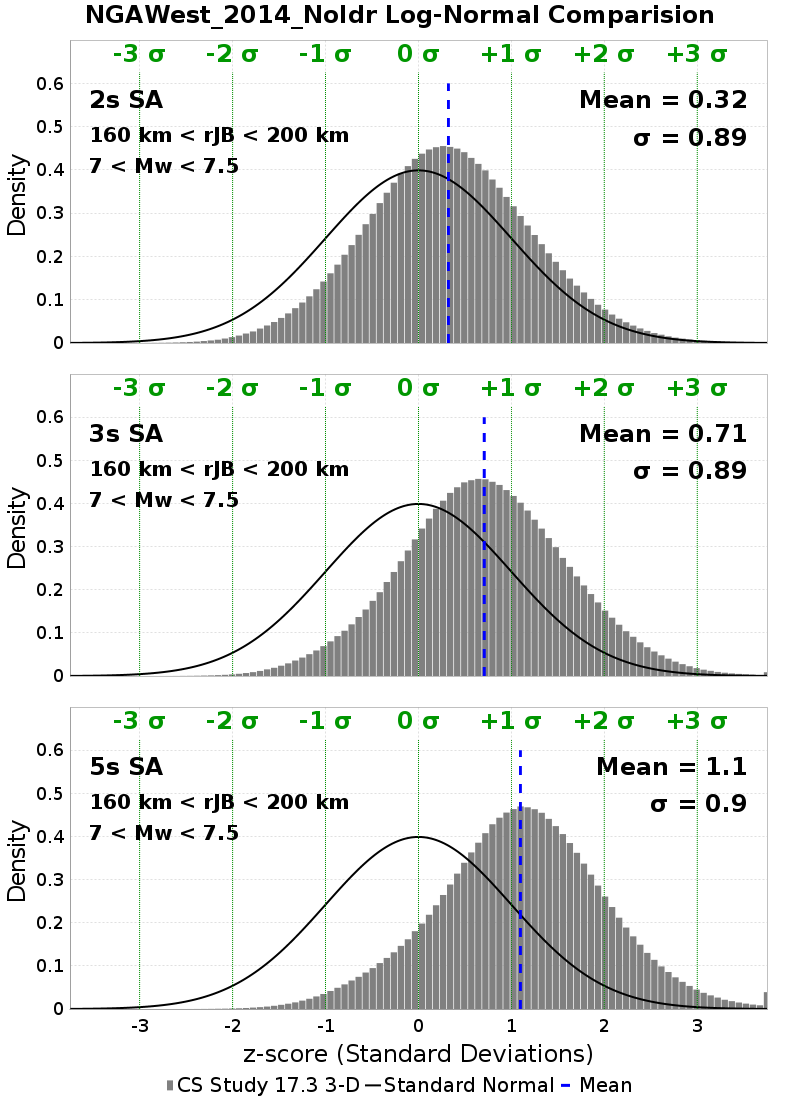 NGAWest_2014_NoIdr Log-Normal Comparision
-3 σ -2 σ -1 σ 0 σ +1 σ +2 σ +3 σ
0.6
2s SA Mean = 0.32
0.5
160 km < rJB < 200 km σ = 0.89
7 < Mw < 7.5
0.4
0.3
0.2
0.1
0
Density
-3 σ -2 σ -1 σ 0 σ +1 σ +2 σ +3 σ
0.6
3s SA Mean = 0.71
0.5
160 km < rJB < 200 km σ = 0.89
7 < Mw < 7.5
0.4
0.3
0.2
0.1
0
Density
-3 σ -2 σ -1 σ 0 σ +1 σ +2 σ +3 σ
0.6
5s SA Mean = 1.1
0.5
160 km < rJB < 200 km σ = 0.9
7 < Mw < 7.5
0.4
0.3
0.2
0.1
0
Density
-3 -2 -1 0 1 2 3
z-score (Standard Deviations)
CS Study 17.3 3-D Standard Normal Mean